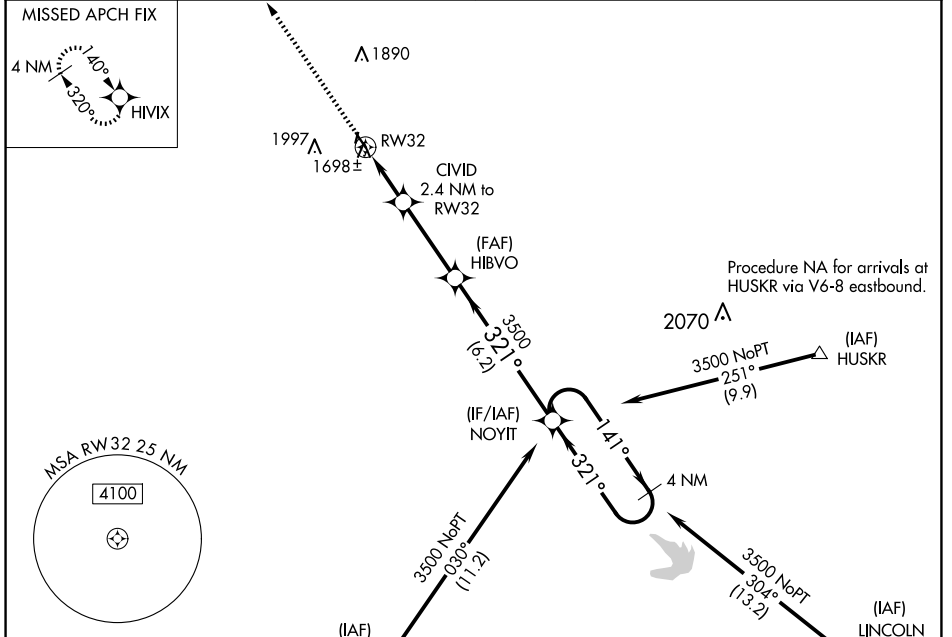 MISSED APCH FIX
4 NM
140°
320°
HIVIX
1890
1997
1698±
RW32
CIVID
2.4 NM to
RW32
(FAF)
HIBVO
Procedure NA for arrivals at
HUSKR via V6-8 eastbound.
2070
(IAF)
HUSKR
3500 NoPT
251°
(9.9)
3500
321°
(6.2)
(IF/IAF)
NOYIT
141°
321°
4 NM
MSA RW32 25 NM
4100
3500 NoPT
030°
(11.2)
3500 NoPT
304°
(13.2)
(IAF)
(IAF)
LINCOLN